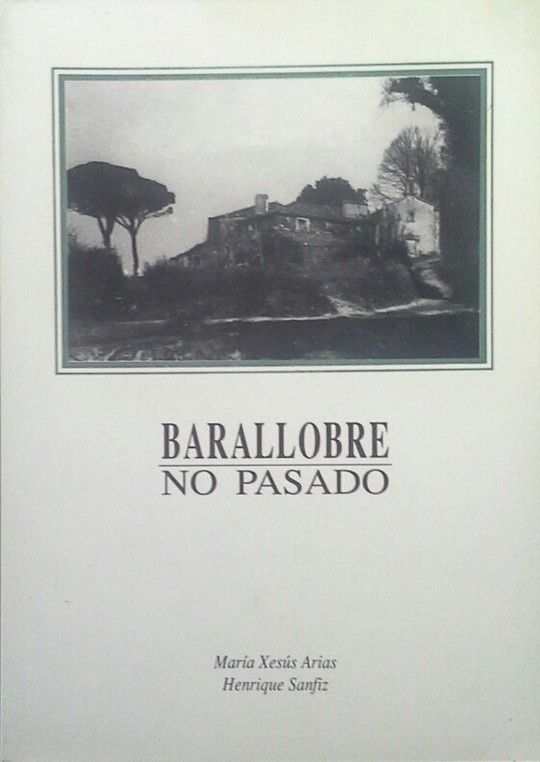 BARALLOBRE
NO PASADO
María Xesús Arias
Henrique Sanfiz